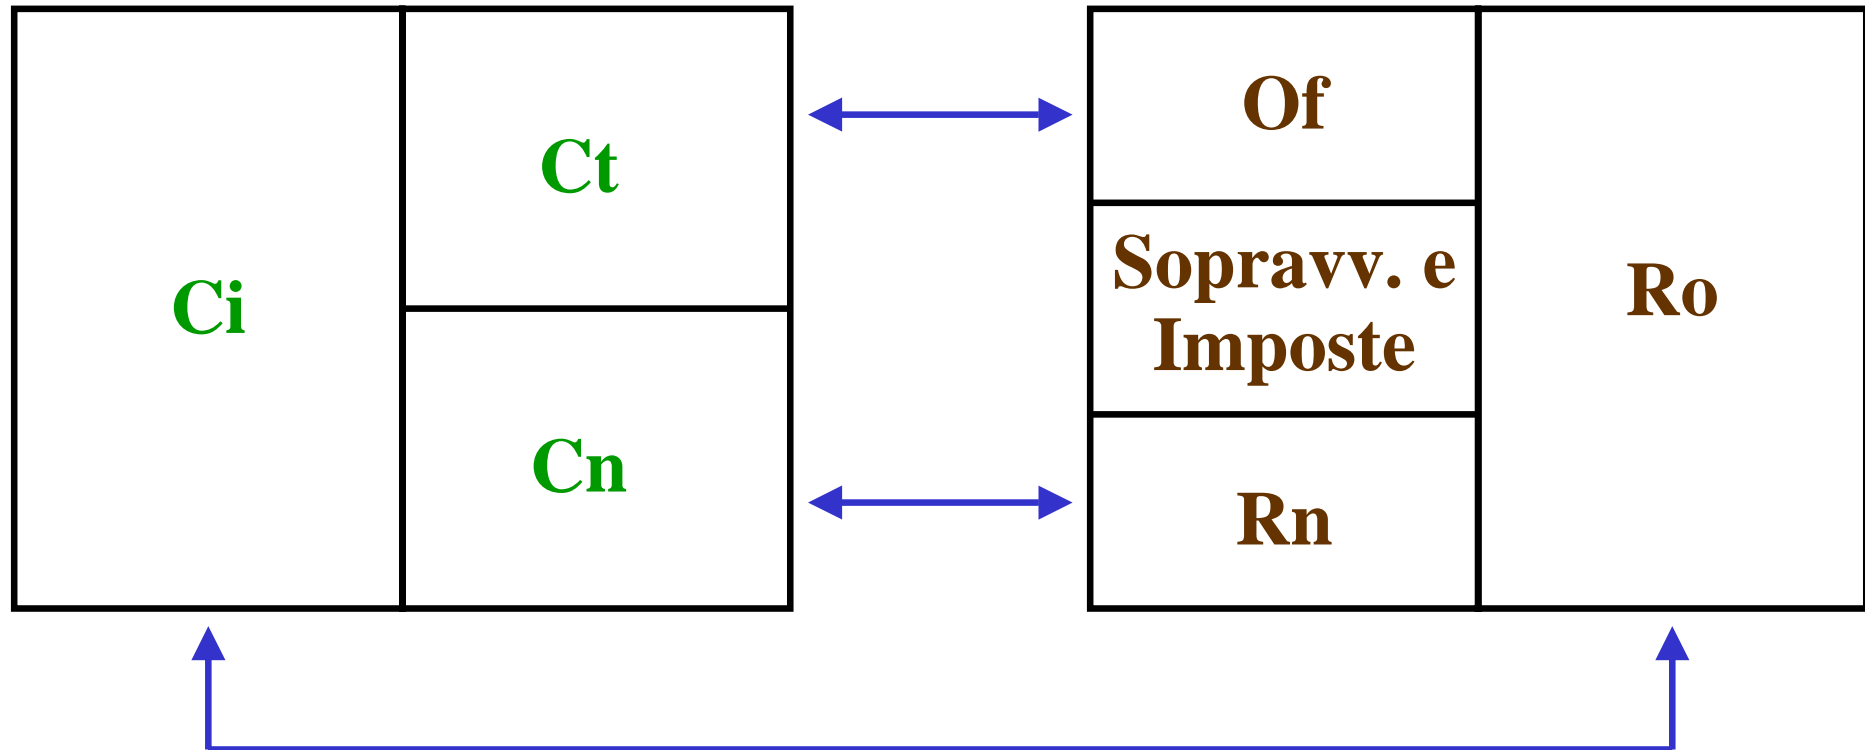 Ci
Ct
Cn
Of
Sopravv. e
Imposte
Rn
Ro